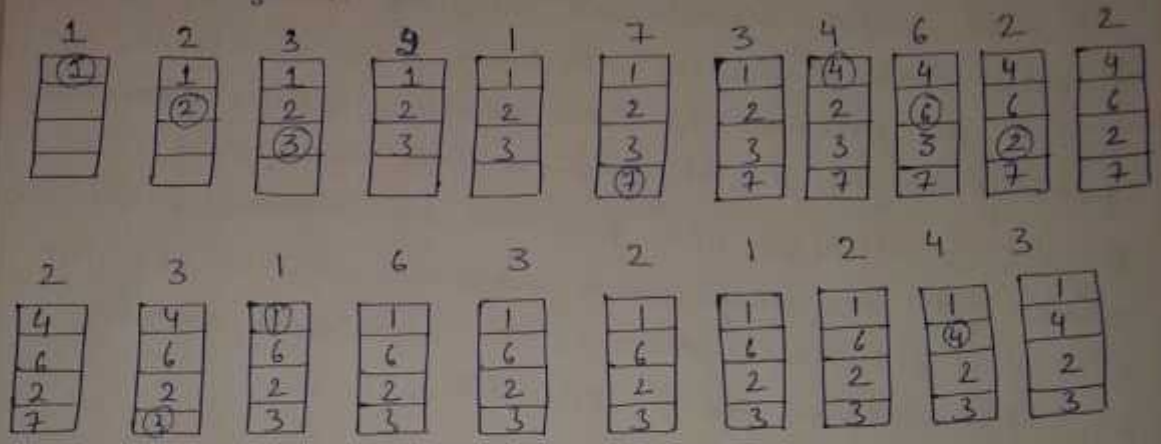 1 2 3 9 1 7 3 4 6 2 2
1 1 1 1 1 1 1 4 4 4 4
2 2 2 2 2 2 2 6 6 6
3 3 3 3 3 3 3 2 2
7 7 7 7 7 7
2 3 1 6 3 2 1 2 4 3
4 4 1 1 1 1 1 1 1 1
6 6 6 6 6 6 6 6 4 4
2 2 2 2 2 2 2 2 2 2
7 3 3 3 3 3 3 3 3 3